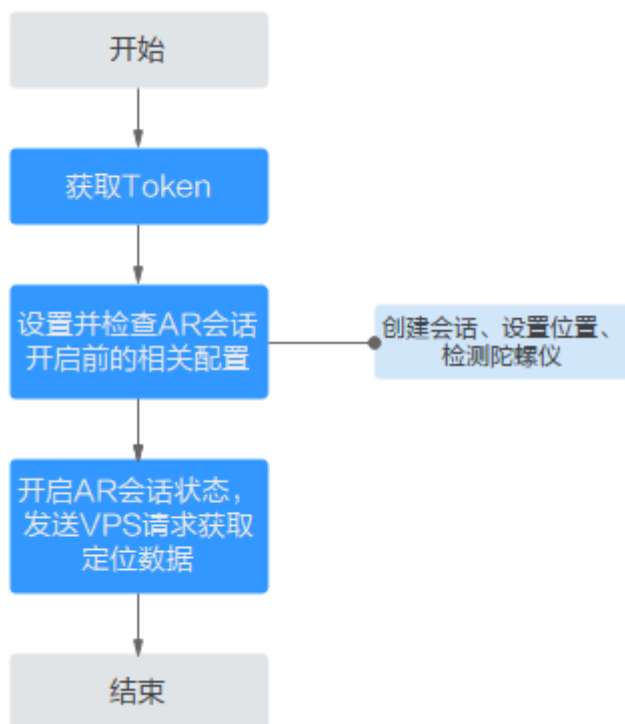 开始
获取Token
设置并检查AR会话
开启前的相关配置
创建会话、设置位置、
检测陀螺仪
开启AR会话状态，
发送VPS请求获取
定位数据
结束